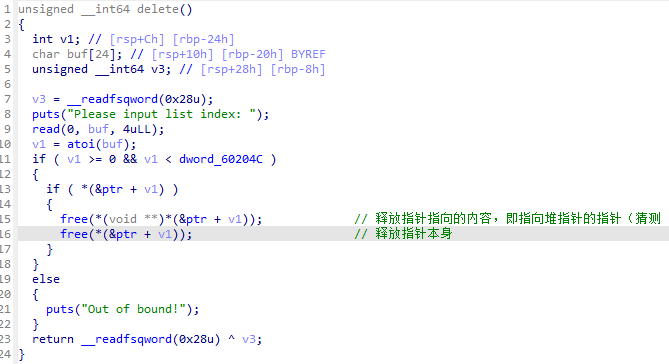 1 unsigned __int64 delete()
2 {
3 int v1; // [rsp+Ch] [rbp-24h]
4 char buf[24]; // [rsp+10h] [rbp-20h] BYREF
5 unsigned __int64 v3; // [rsp+28h] [rbp-8h]
6
7 v3 = __readfsqword(0x28u);
8 puts("Please input list index: ");
9 read(0, buf, 4uLL);
10 v1 = atoi(buf);
11 if ( v1 >= 0 && v1 < dword_60204C )
12 {
13 if ( *(&ptr + v1) )
14 {
15 free(*(void **)*(&ptr + v1)); // 释放指针指向的内容，即指向堆指针的指针（猜测
16 free(*(&ptr + v1)); // 释放指针本身
17 }
18 }
19 else
20 {
21 puts("Out of bound!");
22 }
23 return __readfsqword(0x28u) ^ v3;
24 }